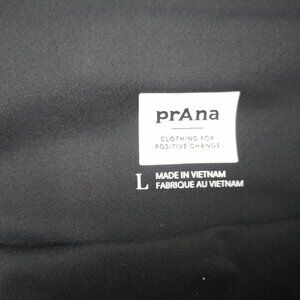 prAna
CLOTHING FOR
POSITIVE CHANGE.
L MADE IN VIETNAM
FABRIQUE AU VIETNAM